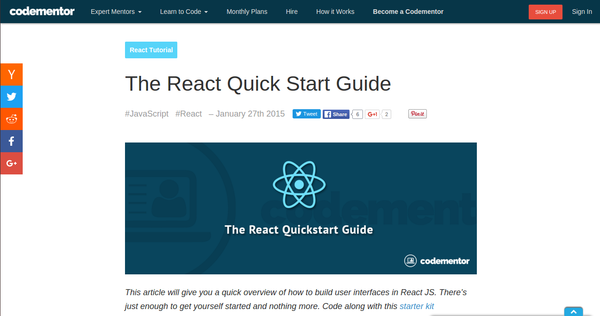 codementor Expert Mentors Learn to Code Monthly Plans Hire How it Works Become a Codementor SIGN UP Sign In
React Tutorial
The React Quick Start Guide
#JavaScript #React – January 27th 2015 Tweet Share 6 G+1 2 Pinit
codementor
The React Quickstart Guide
codementor
This article will give you a quick overview of how to build user interfaces in React JS. There's
just enough to get yourself started and nothing more. Code along with this starter kit